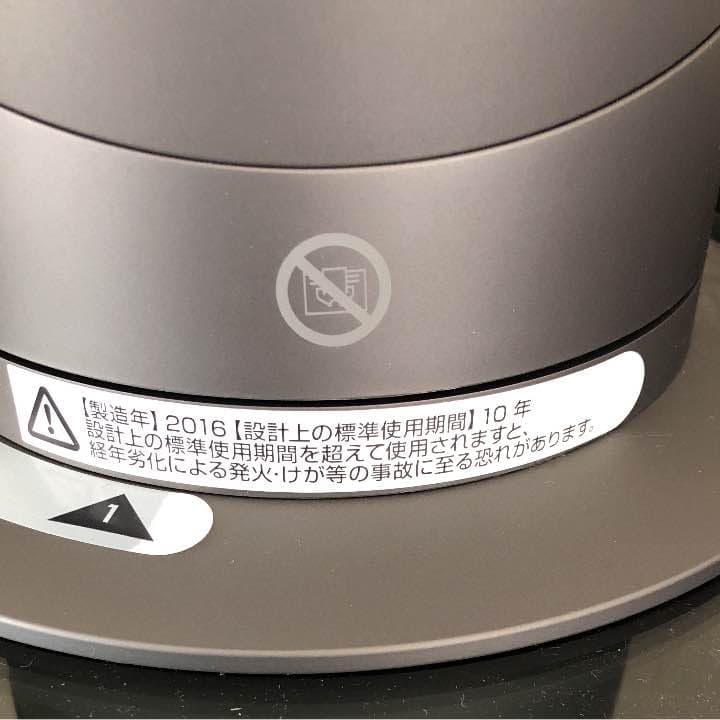 【製造年】2016【設計上の標準使用期間】10年
設計上の標準使用期間を超えて使用されますと、
経年劣化による発火・けが等の事故に至る恐れがあります。
1